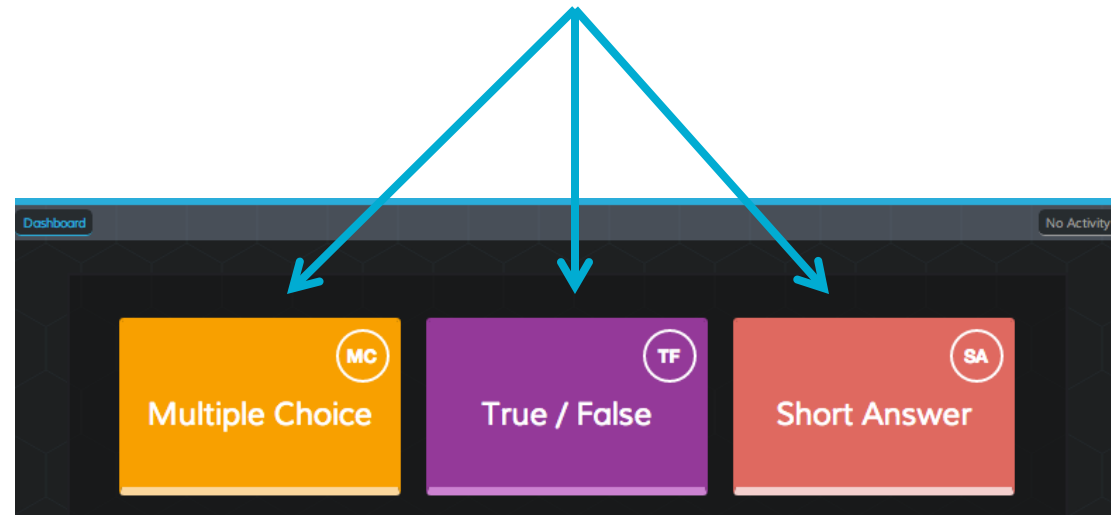 Dashboard
No Activity
MC
TF
SA
Multiple Choice
True / False
Short Answer